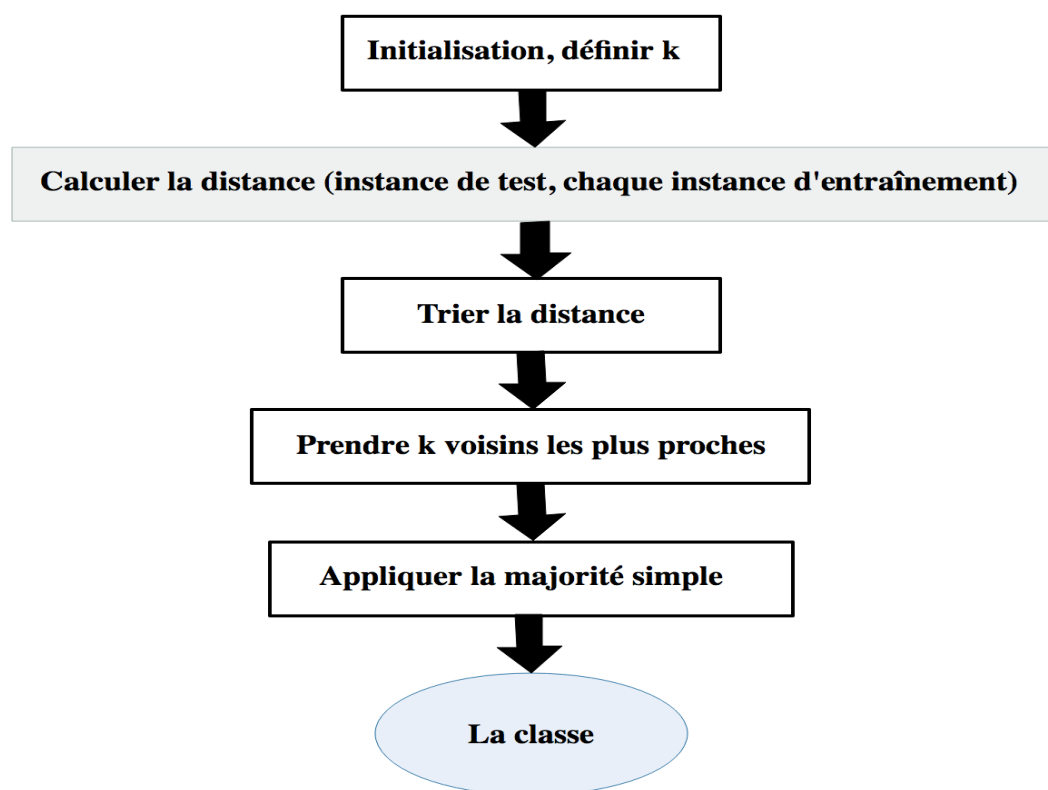 Initialisation, définir k
Calculer la distance (instance de test, chaque instance d'entraînement)
Trier la distance
Prendre k voisins les plus proches
Appliquer la majorité simple
La classe